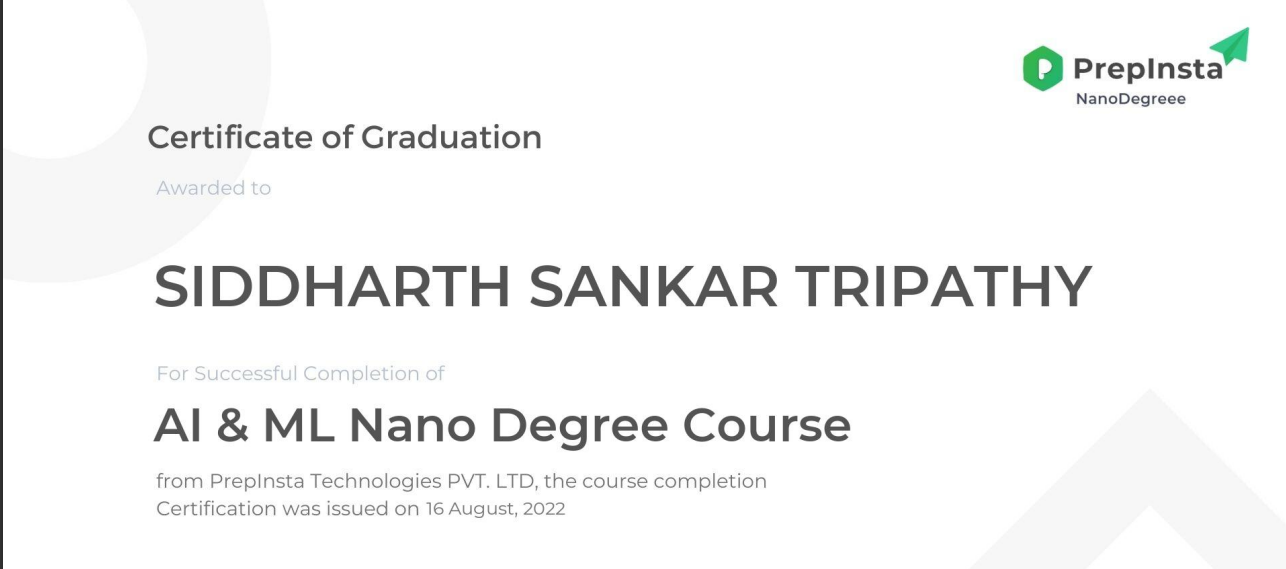 PrepInsta
NanoDegreee
Certificate of Graduation
Awarded to
SIDDHARTH SANKAR TRIPATHY
For Successful Completion of
AI & ML Nano Degree Course
from PrepInsta Technologies PVT. LTD, the course completion
Certification was issued on 16 August, 2022